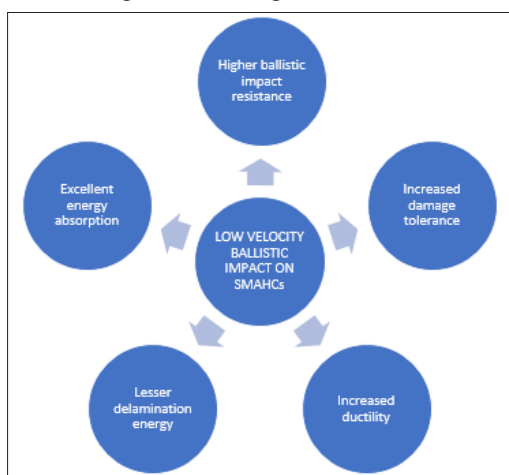 Higher ballistic
impact
resistance
Excellent
energy
absorption
Increased
damage
tolerance
LOW VELOCITY
BALLISTIC
IMPACT ON
SMAHCs
Lesser
delamination
energy
Increased
ductility